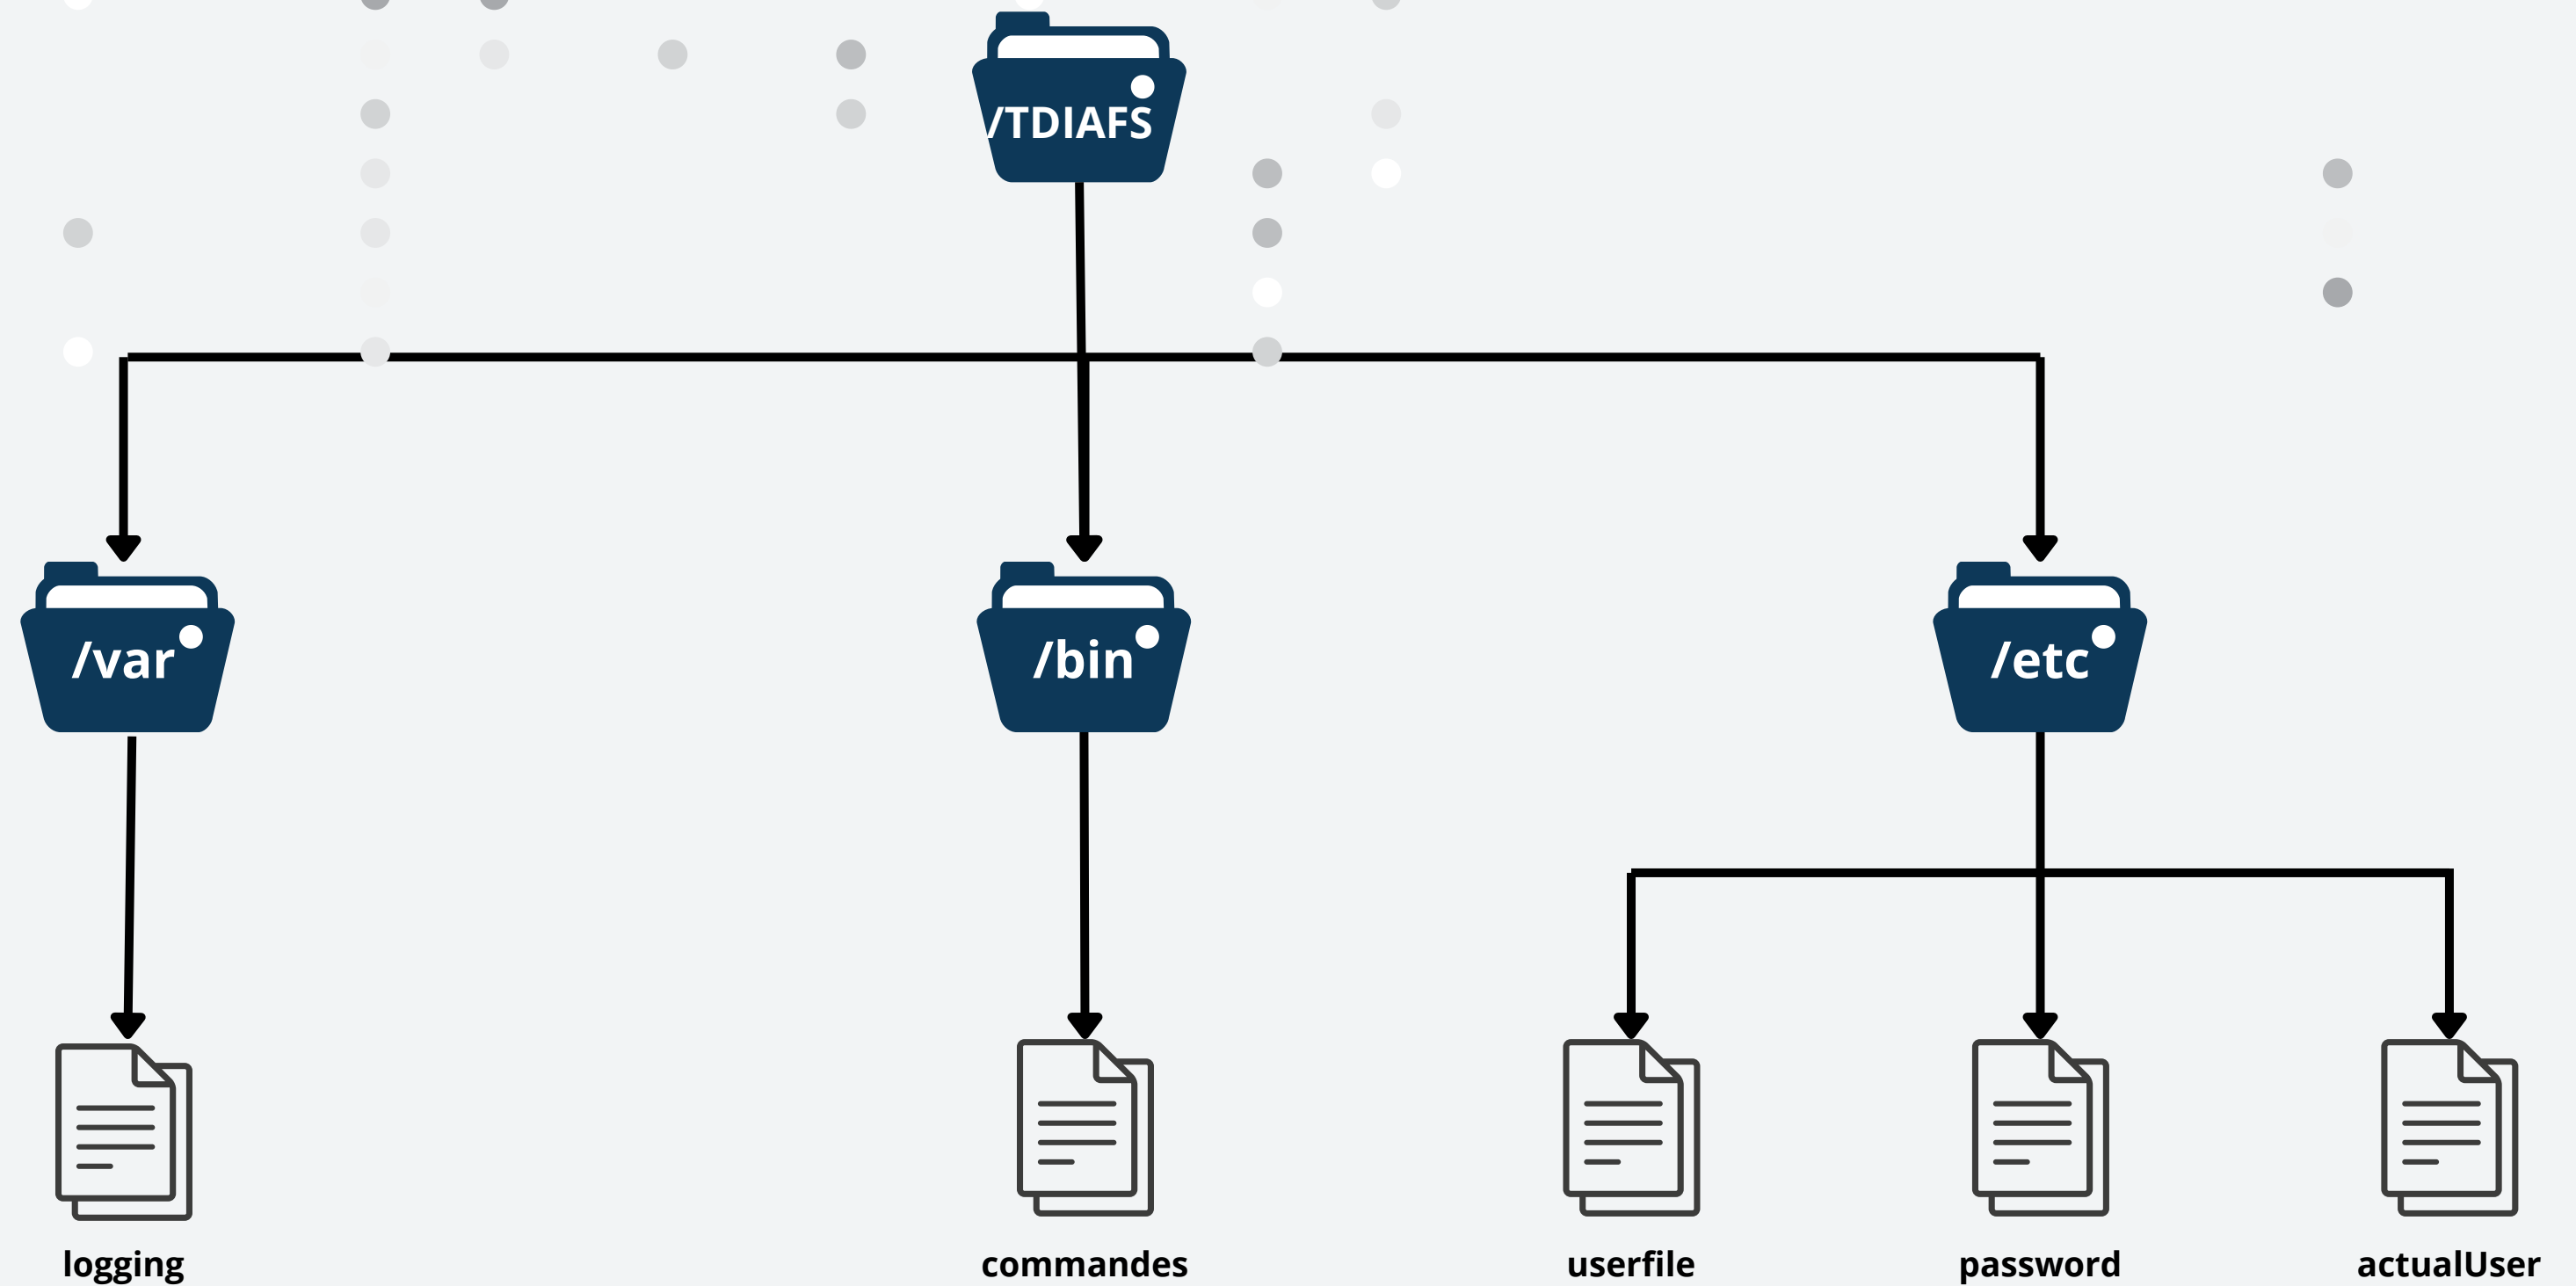 /TDIAFS
/var
/bin
/etc
logging
commandes
userfile
password
actualUser